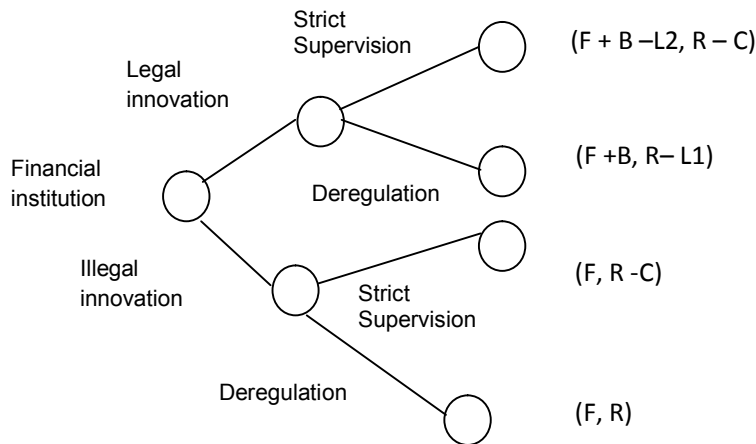 Strict
Supervision
(F + B –L2, R – C)
Legal
innovation
(F +B, R– L1)
Financial
institution
Deregulation
Illegal
innovation
(F, R -C)
Strict
Supervision
Deregulation
(F, R)